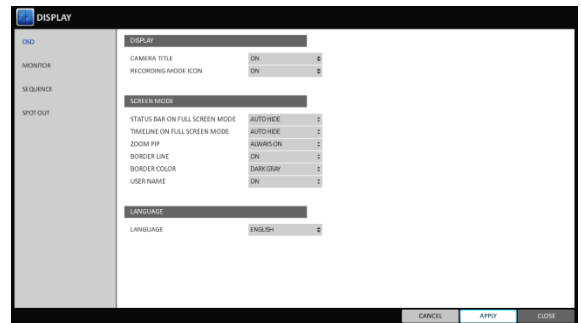 DISPLAY
OSD
MONITOR
SEQUENCE
SPOT OUT
DISPLAY
CAMERA TITLE ON
RECORDING MODE ICON ON
SCREEN MODE
STATUS BAR ON FULL SCREEN MODE AUTO HIDE
TIMELINE ON FULL SCREEN MODE AUTO HIDE
ZOOM PIP ALWAYS ON
BORDER LINE ON
BORDER COLOR DARK GRAY
USER NAME ON
LANGUAGE
LANGUAGE ENGLISH
CANCEL APPLY CLOSE